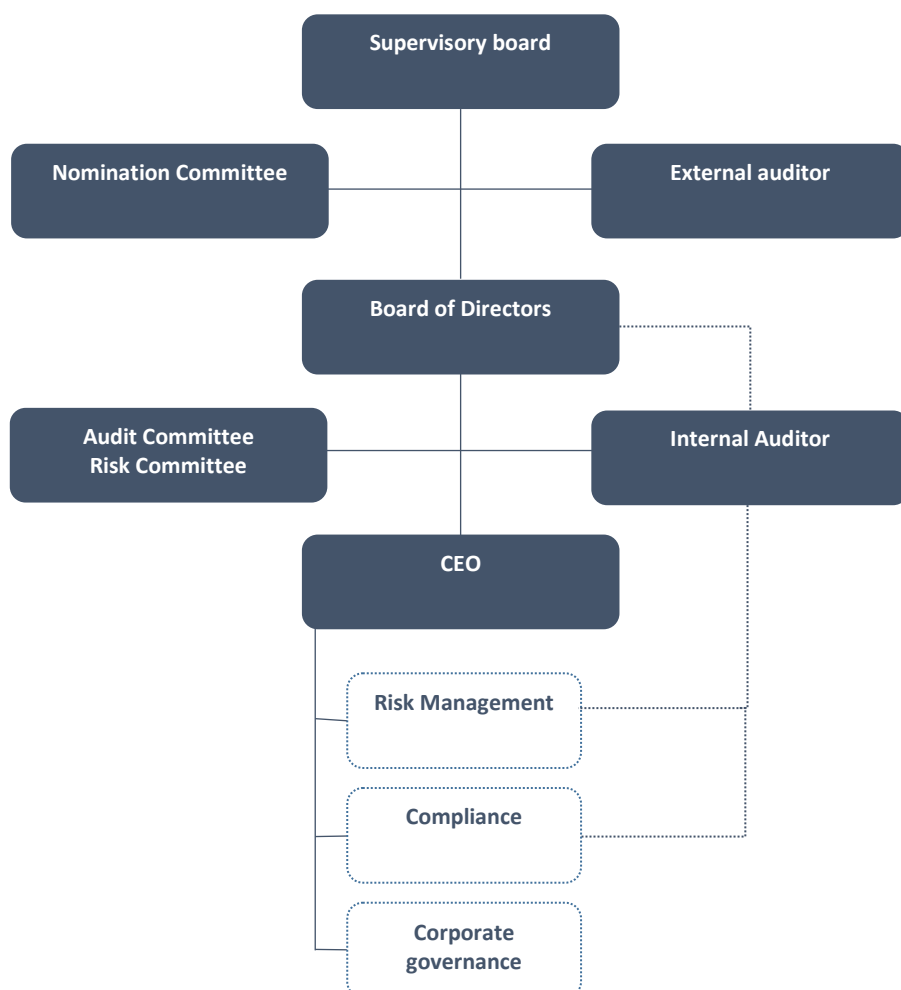 Supervisory board
Nomination Committee
External auditor
Board of Directors
Audit Committee
Risk Committee
Internal Auditor
CEO
Risk Management
Compliance
Corporate
governance